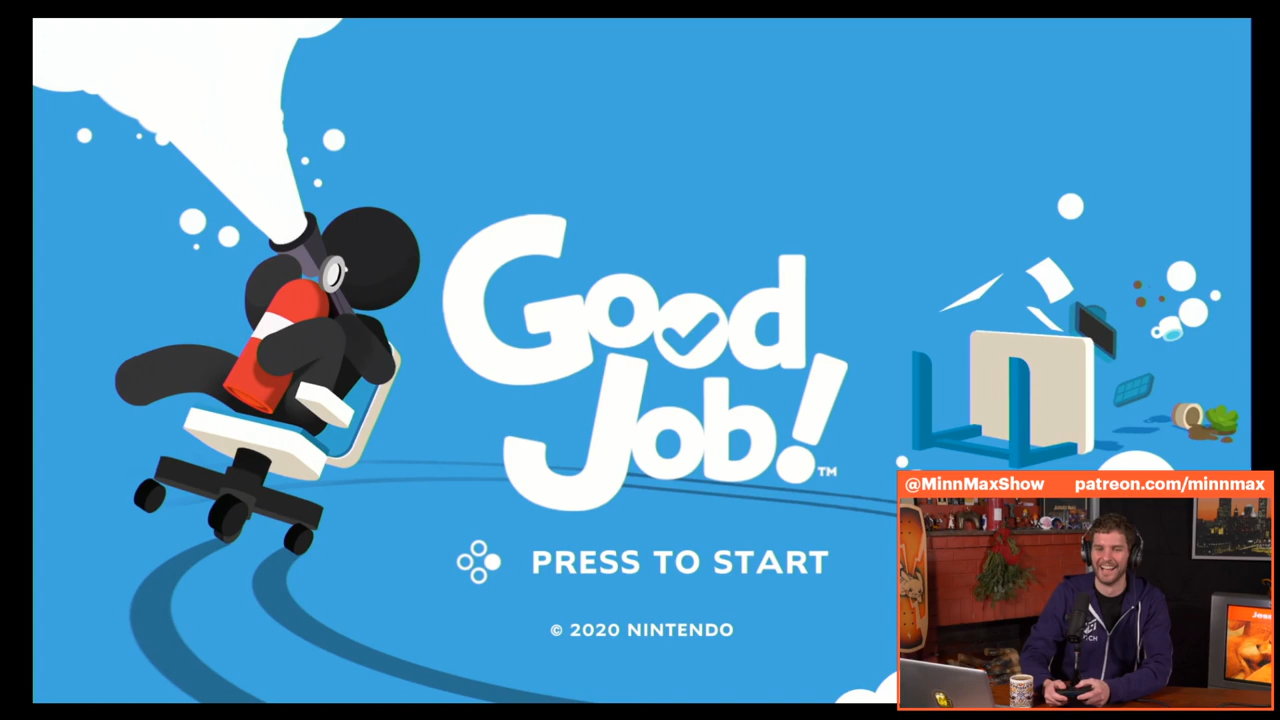 Good
Job!™
PRESS TO START
© 2020 NINTENDO
@MinnMaxShow patreon.com/minnmax